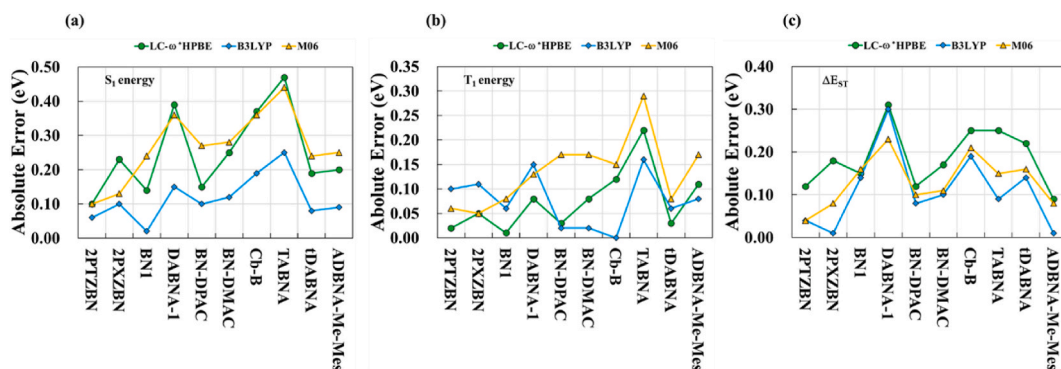 (a)
LC-ω*HPBE B3LYP M06
S1 energy
Absolute Error (eV)
0.50
0.40
0.30
0.20
0.10
0.00
2PTZBN
2PXZBN
BN1
DABNA-1
BN-DPAC
BN-DMAC
Cb-B
TABNA
tDABNA
ADBNA-Me-Mes
(b)
LC-ω*HPBE B3LYP M06
T1 energy
Aboulute Error (eV)
0.35
0.30
0.25
0.20
0.15
0.10
0.05
0.00
2PTZBN
2PXZBN
BN1
DABNA-1
BN-DPAC
BN-DMAC
Cb-B
TABNA
tDABNA
ADBNA-Me-Mes
(c)
LC-ω*HPBE B3LYP M06
ΔEST
Aboulute Error (eV)
0.40
0.30
0.20
0.10
0.00
2PTZBN
2PXZBN
BN1
DABNA-1
BN-DPAC
BN-DMAC
Cb-B
TABNA
tDABNA
ADBNA-Me-Mes